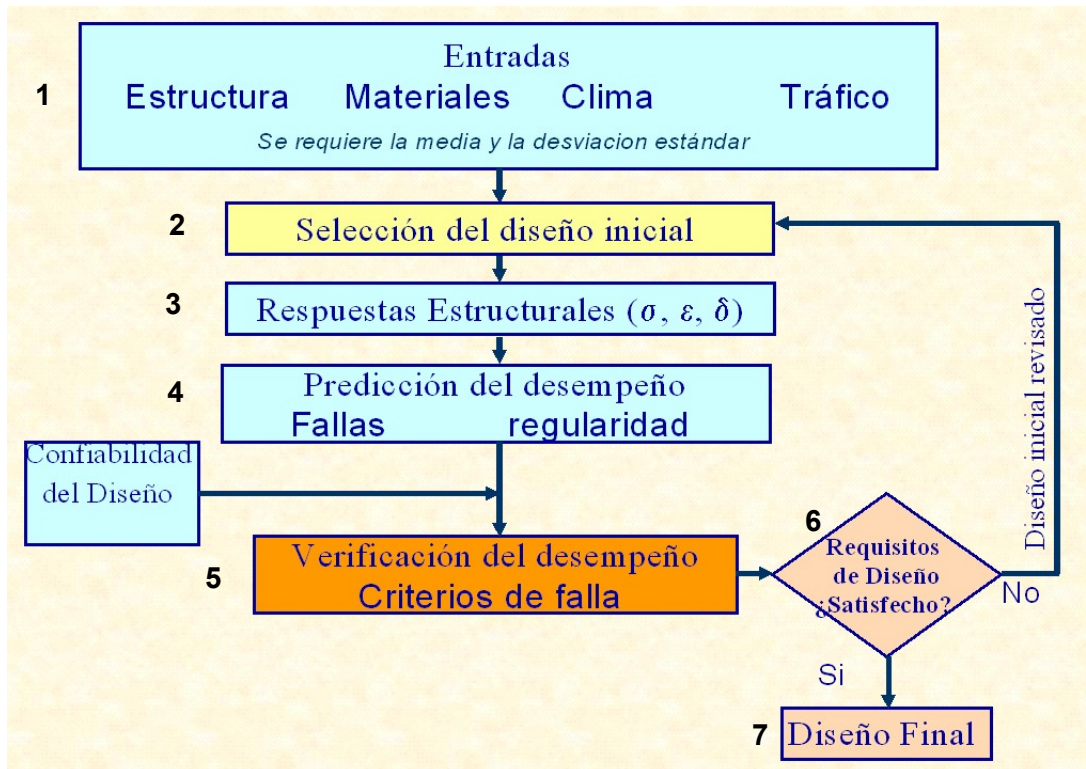 Entradas
1
Estructura Materiales Clima Tráfico
Se requiere la media y la desviacion estándar
2
Selección del diseño inicial
3
Respuestas Estructurales (σ, ε, δ)
4
Predicción del desempeño
Fallas regularidad
Confiabilidad
del Diseño
5
Verificación del desempeño
Criterios de falla
6
Requisitos
de Diseño
¿Satisfecho?
No
Diseño inicial revisado
Si
7
Diseño Final